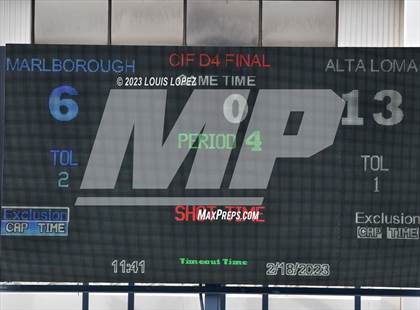 CIF D4 FINAL
MARLBOROUGH
ALTA LOMA
GAME TIME
© 2023 LOUIS LOPEZ
6
0
13
MP
PERIOD 4
TOL
TOL
2
1
SHOT TIME
MAXPREPS.COM
Exclusion
Exclusion
CAP TIME
CAP TIME
Timeout Time
11:41
2/18/2023